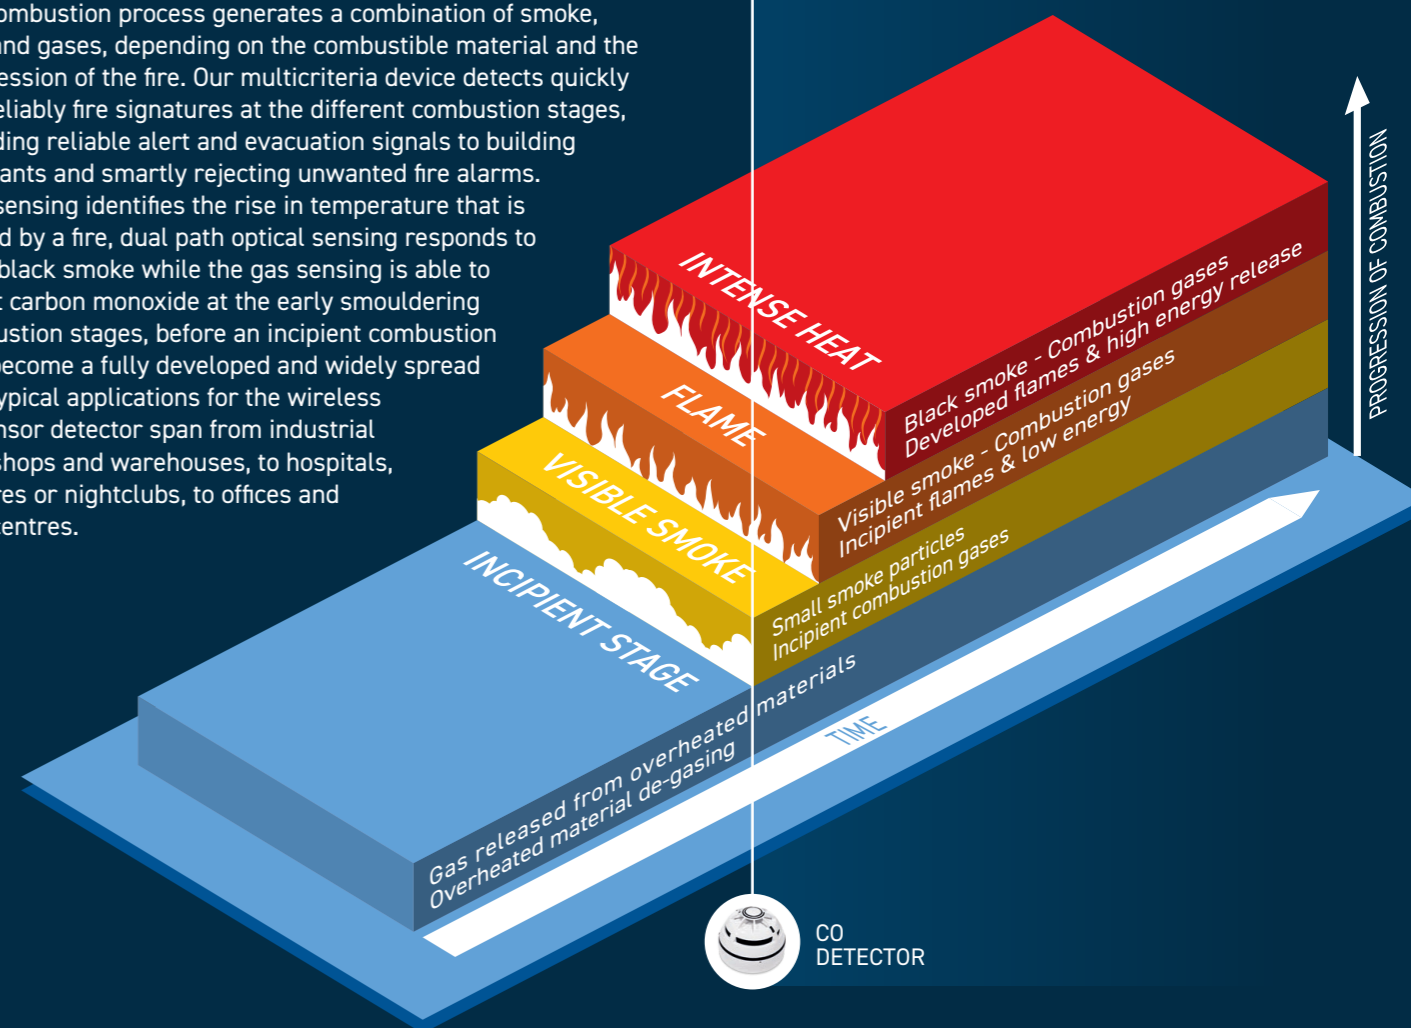 ombustion process generates a combination of smoke,
and gases, depending on the combustible material and the
ession of the fire. Our multicriteria device detects quickly
eliably fire signatures at the different combustion stages,
ding reliable alert and evacuation signals to building
ants and smartly rejecting unwanted fire alarms.
sensing identifies the rise in temperature that is
d by a fire, dual path optical sensing responds to
black smoke while the gas sensing is able to
t carbon monoxide at the early smouldering
ustion stages, before an incipient combustion
become a fully developed and widely spread
ypical applications for the wireless
nsor detector span from industrial
shops and warehouses, to hospitals,
res or nightclubs, to offices and
centres.
INTENSE HEAT
Black smoke - Combustion gases
Developed flames & high energy release
FLAME
Visible smoke - Combustion gases
Incipient flames & low energy
VISIBLE SMOKE
Small smoke particles
Incipient combustion gases
INCIPIENT STAGE
Gas released from overheated materials
Overheated material de-gasing
TIME
PROGRESSION OF COMBUSTION
CO
DETECTOR